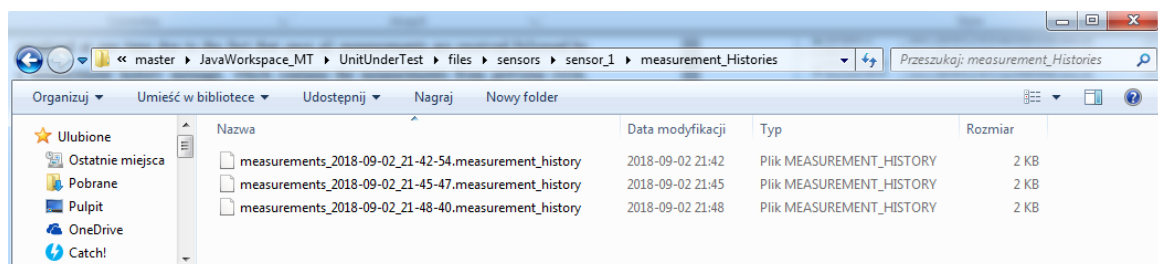 « master ▸ JavaWorkspace_MT ▸ UnitUnderTest ▸ files ▸ sensors ▸ sensor_1 ▸ measurement_Histories Przeszukaj: measurement_Histories
Organizuj Umieść w bibliotece Udostępnij Nagraj Nowy folder
Ulubione
Ostatnie miejsca
Pobrane
Pulpit
OneDrive
Catch!
Nazwa Data modyfikacji Typ Rozmiar
measurements_2018-09-02_21-42-54.measurement_history 2018-09-02 21:42 Plik MEASUREMENT_HISTORY 2 KB
measurements_2018-09-02_21-45-47.measurement_history 2018-09-02 21:45 Plik MEASUREMENT_HISTORY 2 KB
measurements_2018-09-02_21-48-40.measurement_history 2018-09-02 21:48 Plik MEASUREMENT_HISTORY 2 KB